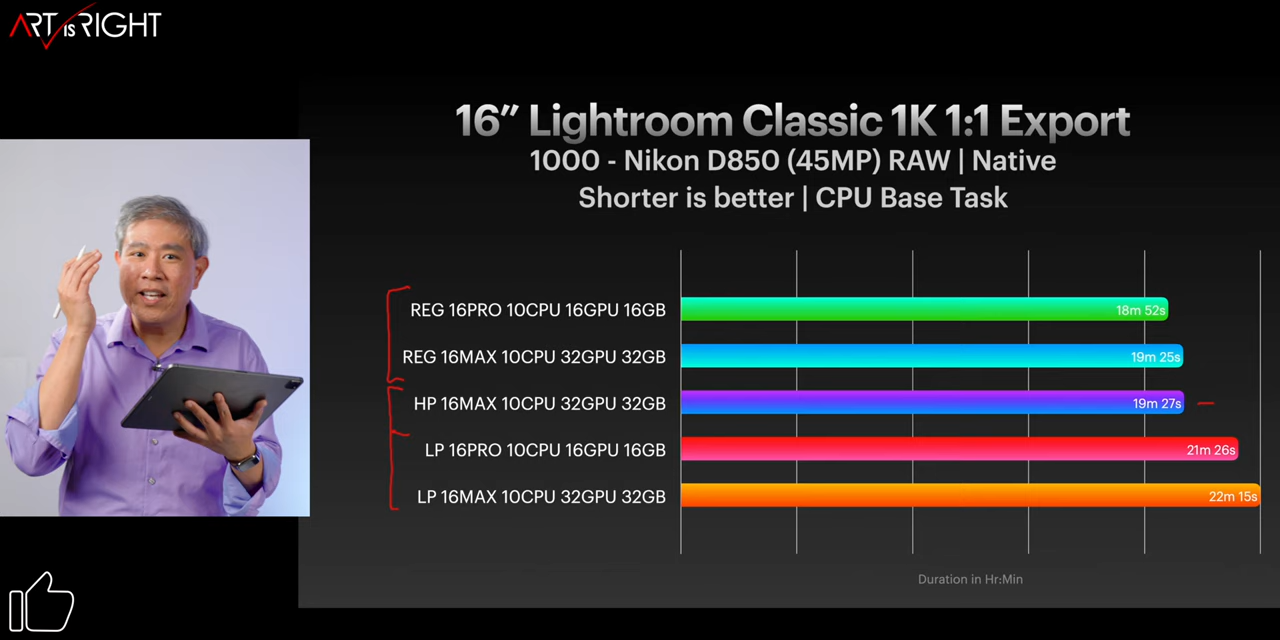 ART IS RIGHT
16” Lightroom Classic 1K 1:1 Export
1000 - Nikon D850 (45MP) RAW | Native
Shorter is better | CPU Base Task
REG 16PRO 10CPU 16GPU 16GB 18m 52s
REG 16MAX 10CPU 32GPU 32GB 19m 25s
HP 16MAX 10CPU 32GPU 32GB 19m 27s
LP 16PRO 10CPU 16GPU 16GB 21m 26s
LP 16MAX 10CPU 32GPU 32GB 22m 15s
Duration in Hr:Min